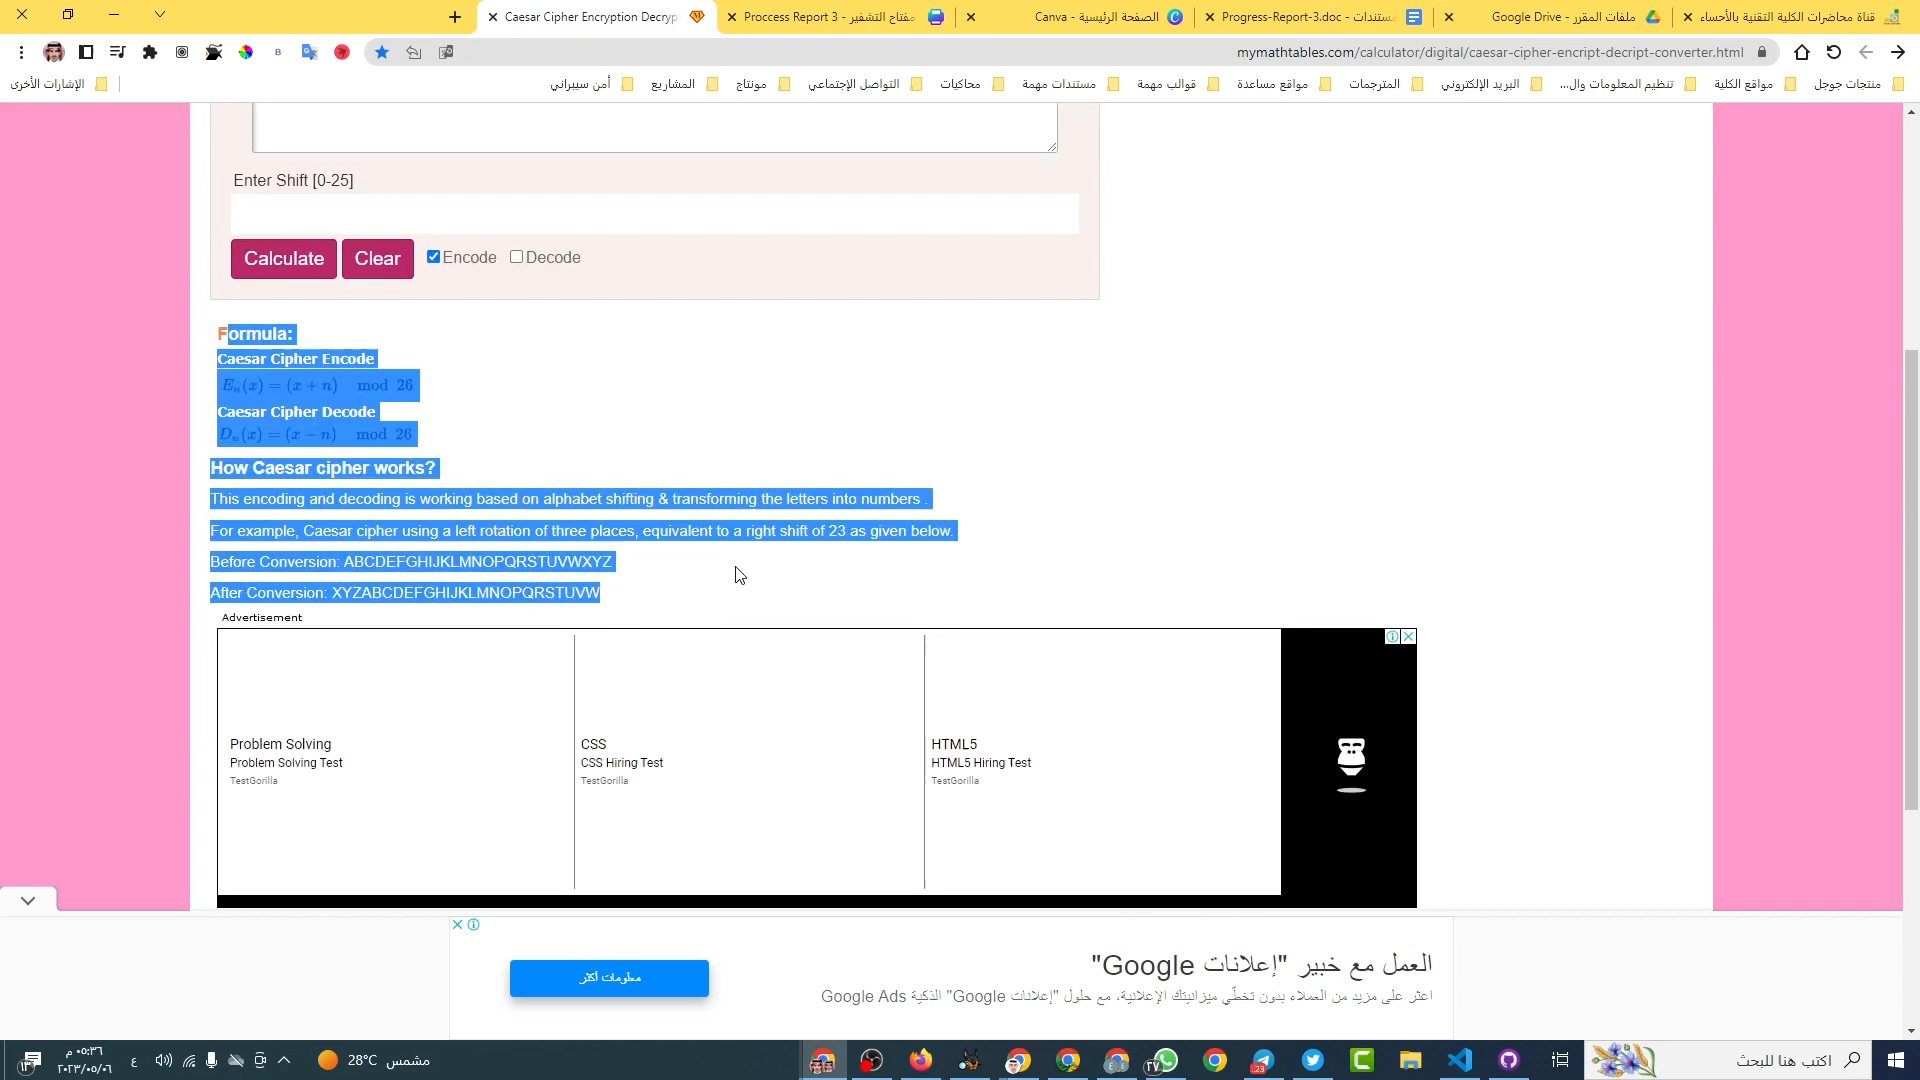 Caesar Cipher Encryption Decryp
مفتاح التشفير - Proccess Report 3
الصفحة الرئيسية - Canva
Progress-Report-3.doc - مستندات
ملفات المقرر - Google Drive
قناة محاضرات الكلية التقنية بالأحساء
mymathtables.com/calculator/digital/caesar-cipher-encript-decript-converter.html
منتجات جوجل
مواقع الكلية
تنظيم المعلومات وال...
البريد الإلكتروني
المترجمات
مواقع مساعدة
قوالب مهمة
مستندات مهمة
محاكيات
التواصل الإجتماعي
مونتاج
المشاريع
أمن سيبراني
الإشارات الأخرى
Enter Shift [0-25]
Calculate
Clear
Encode
Decode
Formula:
Caesar Cipher Encode
En(x) = (x + n) mod 26
Caesar Cipher Decode
Dn(x) = (x − n) mod 26
How Caesar cipher works?
This encoding and decoding is working based on alphabet shifting & transforming the letters into numbers .
For example, Caesar cipher using a left rotation of three places, equivalent to a right shift of 23 as given below.
Before Conversion: ABCDEFGHIJKLMNOPQRSTUVWXYZ
After Conversion: XYZABCDEFGHIJKLMNOPQRSTUVW
Advertisement
Problem Solving
Problem Solving Test
TestGorilla
CSS
CSS Hiring Test
TestGorilla
HTML5
HTML5 Hiring Test
TestGorilla
العمل مع خبير "إعلانات Google"
اعثر على مزيد من العملاء بدون تخطّي ميزانيتك الإعلانية، مع حلول "إعلانات Google" الذكية Google Ads
معلومات أكثر
اكتب هنا للبحث
28°C مشمس
ع
٠٥:٣٦ م
٢٠٢٣/٠٥/٠٦